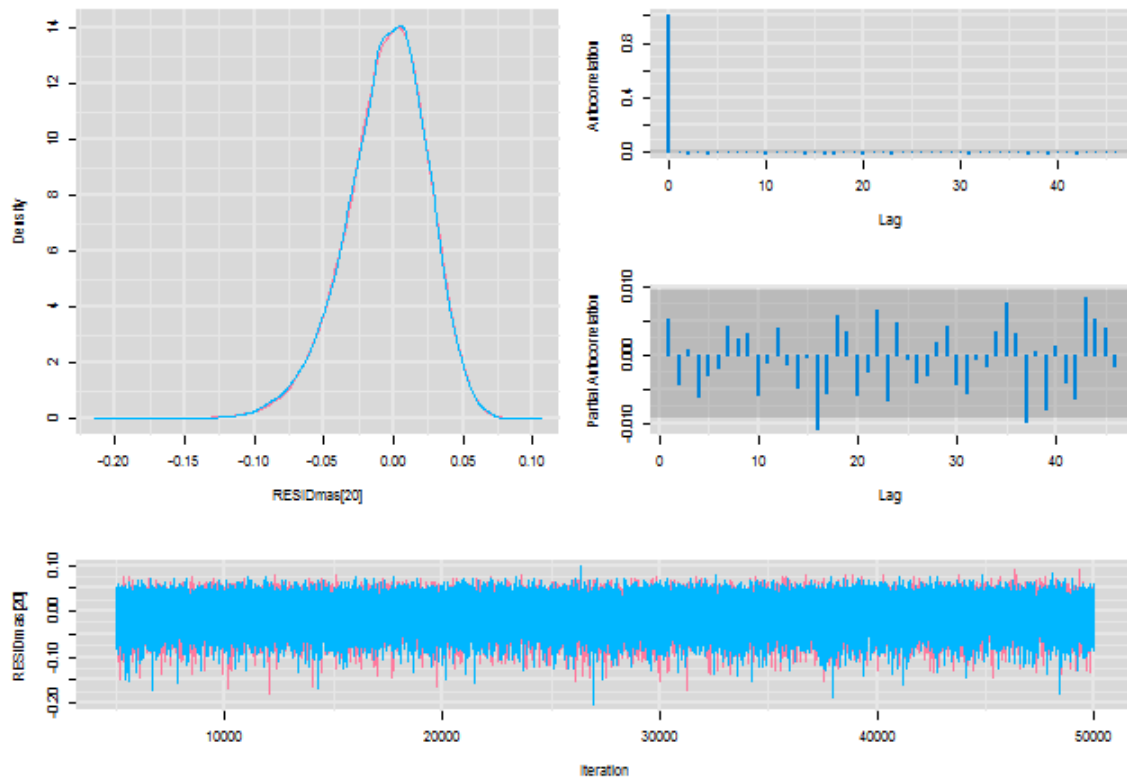 Density
14
12
10
8
6
4
2
0
-0.20 -0.15 -0.10 -0.05 0.00 0.05 0.10
RESIDmas[20]
Autocorrelation
0.8
0.4
0.0
0 10 20 30 40
Lag
Partial Autocorrelation
0.010
0.000
-0.010
0 10 20 30 40
Lag
RESIDmas[20]
0.10
0.00
-0.10
-0.20
10000 20000 30000 40000 50000
Iteration